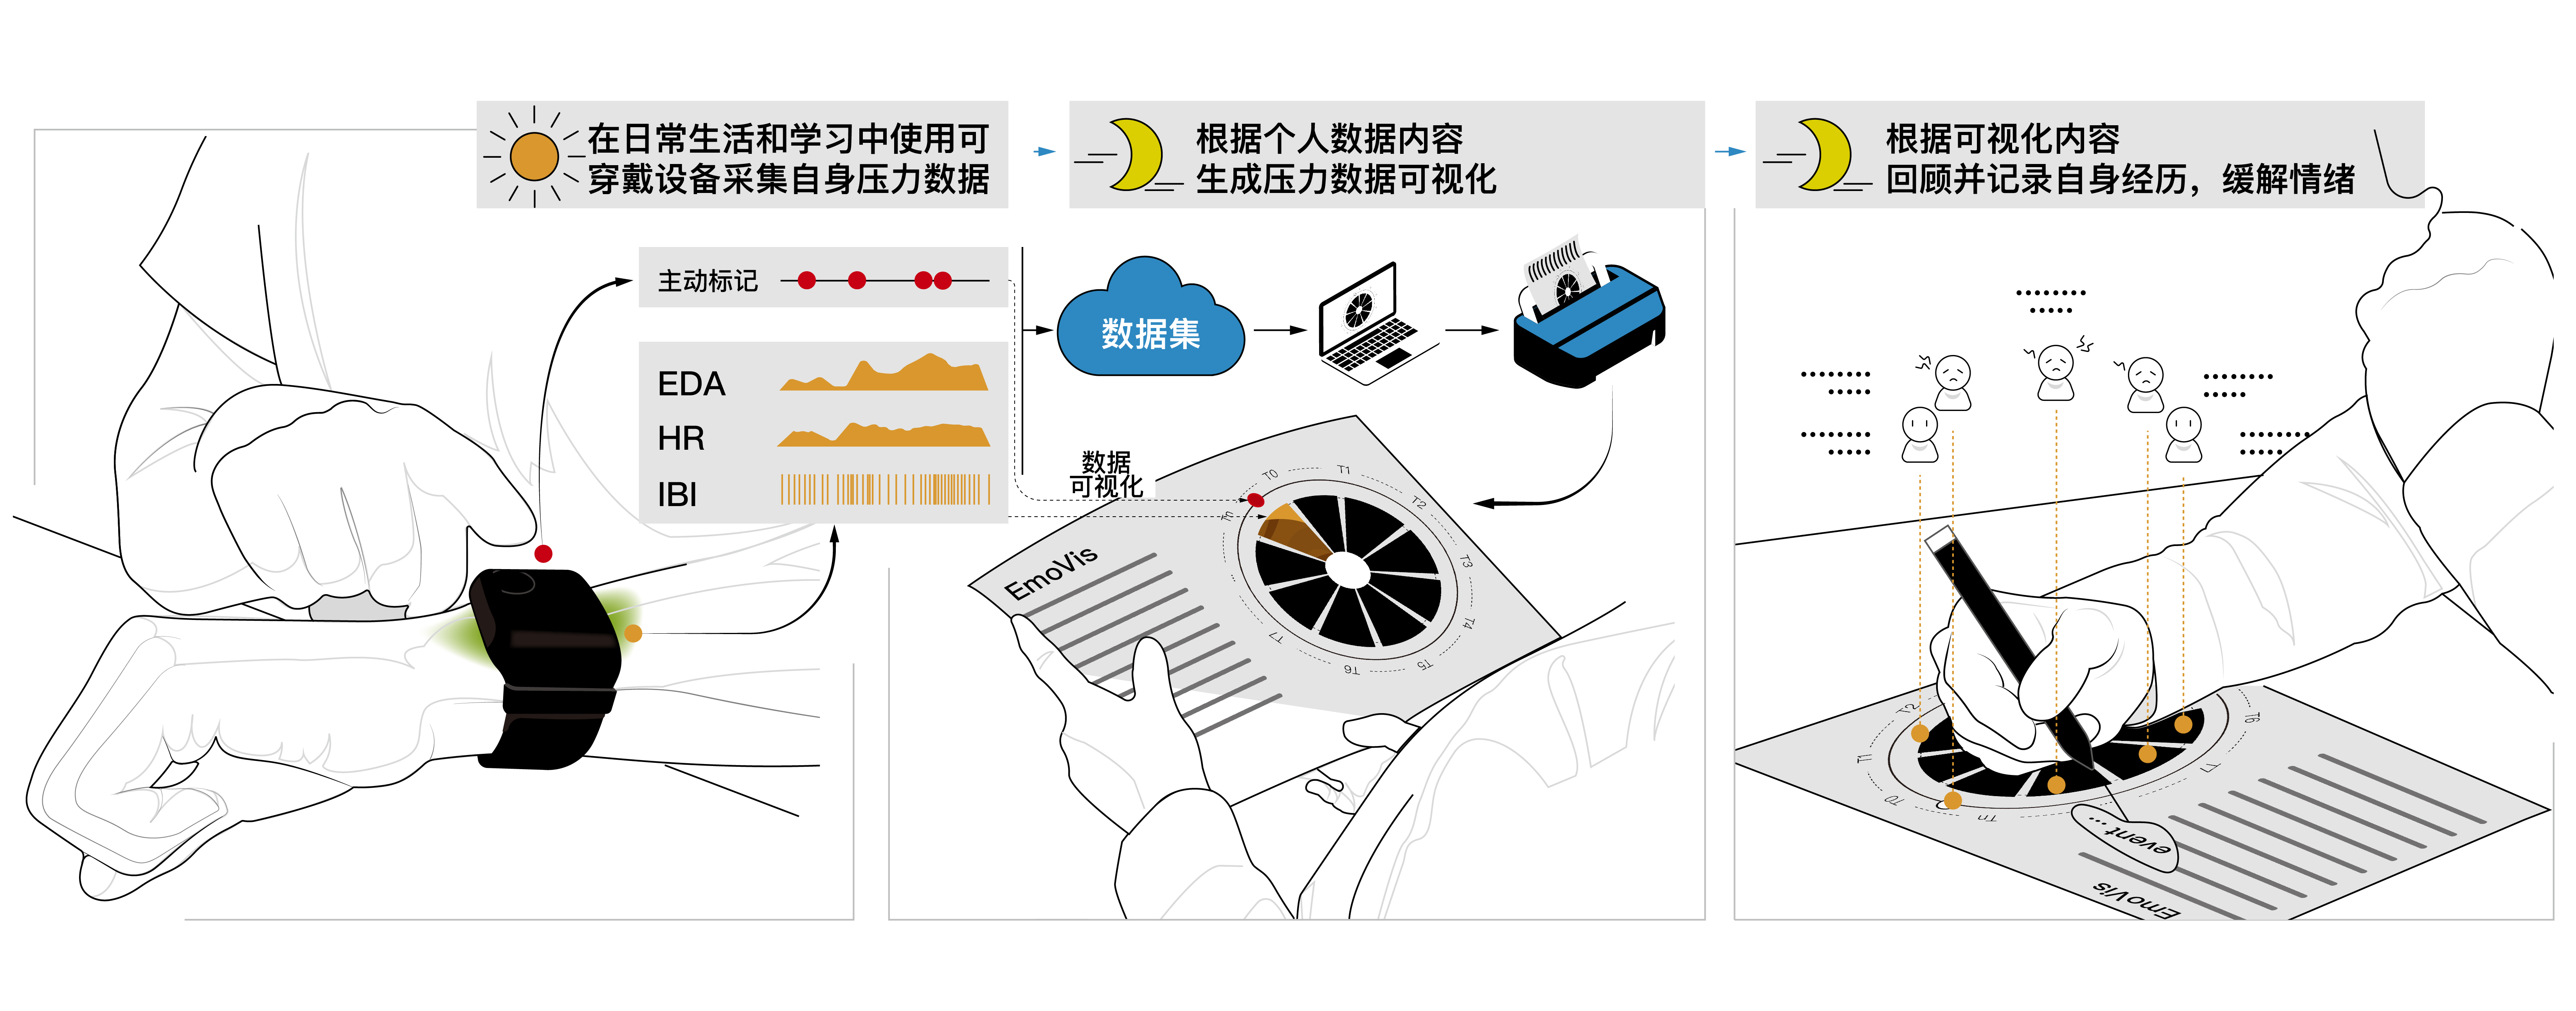 在日常生活和学习中使用可
穿戴设备采集自身压力数据
根据个人数据内容
生成压力数据可视化
根据可视化内容
回顾并记录自身经历，缓解情绪
主动标记
EDA
HR
IBI
数据集
数据
可视化
EmoVis
T0
T1
T2
T3
T4
T5
T6
T7
Tn
T2
T1
T0
Tn
T7
T8
event...
EmoVis